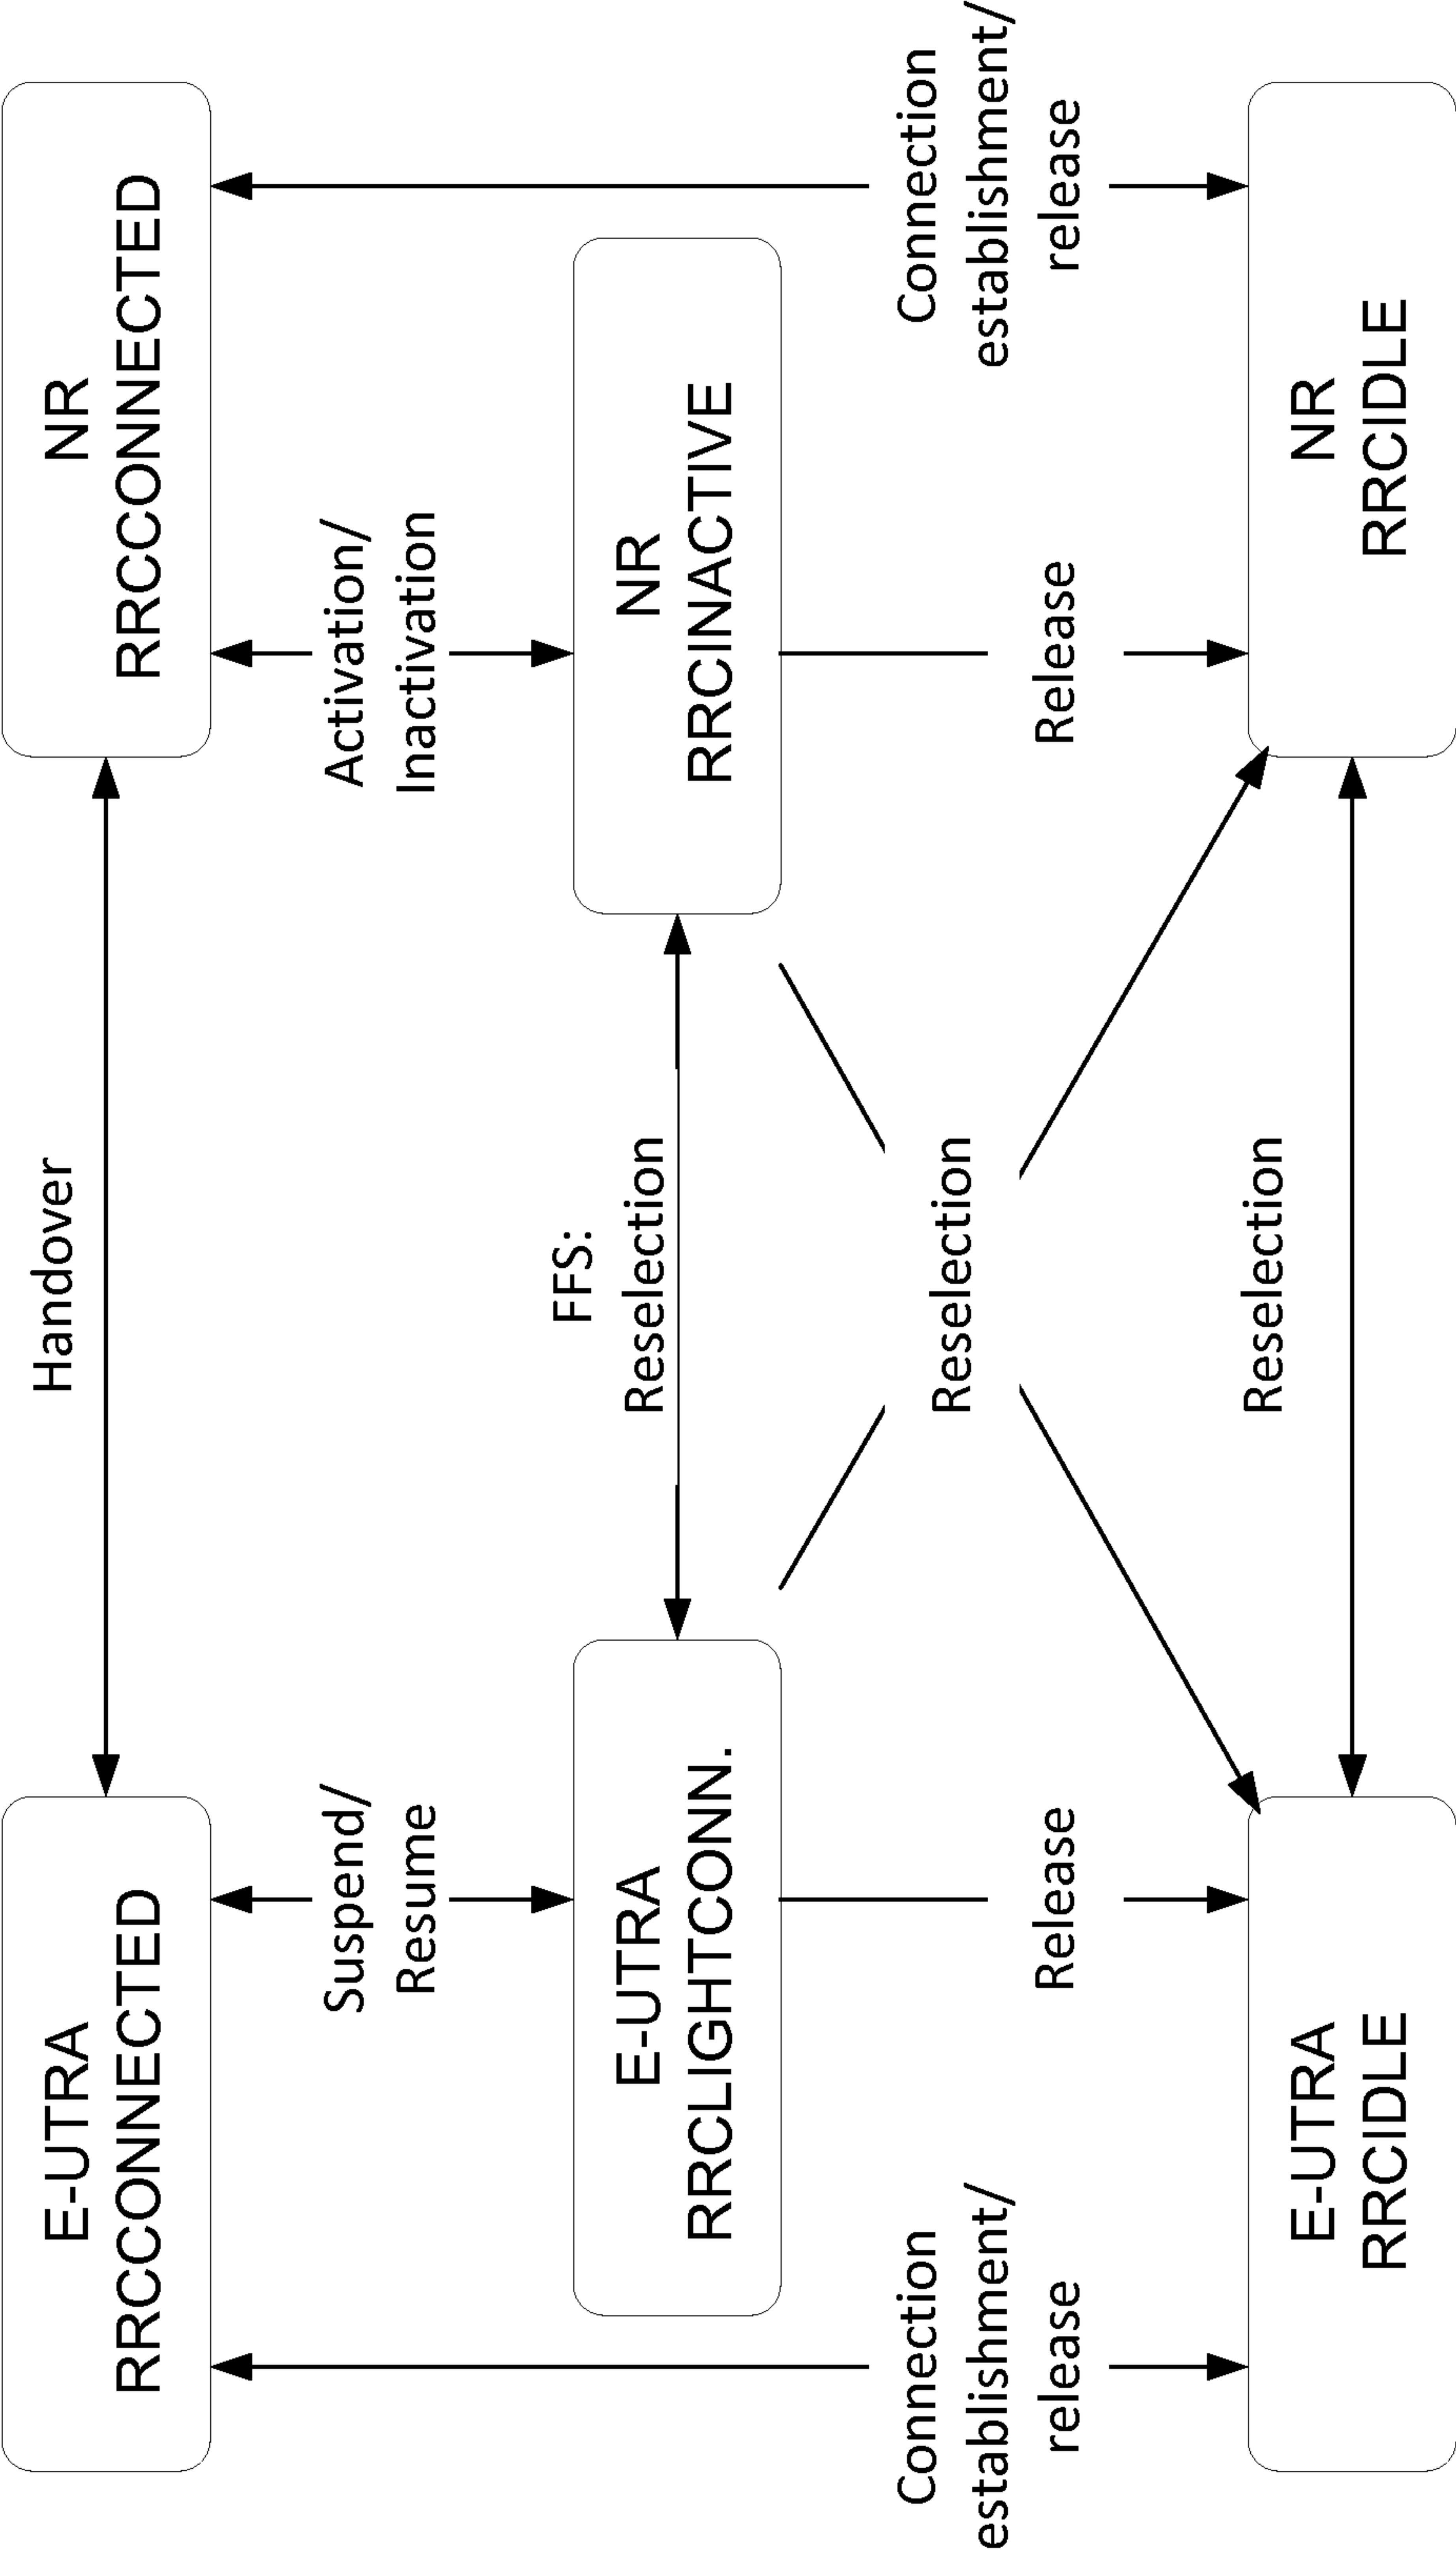 E-UTRA
RRCCONNECTED
Handover
NR
RRCCONNECTED
Suspend/
Resume
Activation/
Inactivation
E-UTRA
RRCLIGHTCONN.
FFS:
Reselection
NR
RRCINACTIVE
Connection
establishment/
release
Release
Reselection
Release
Connection
establishment/
release
E-UTRA
RRCIDLE
Reselection
NR
RRCIDLE